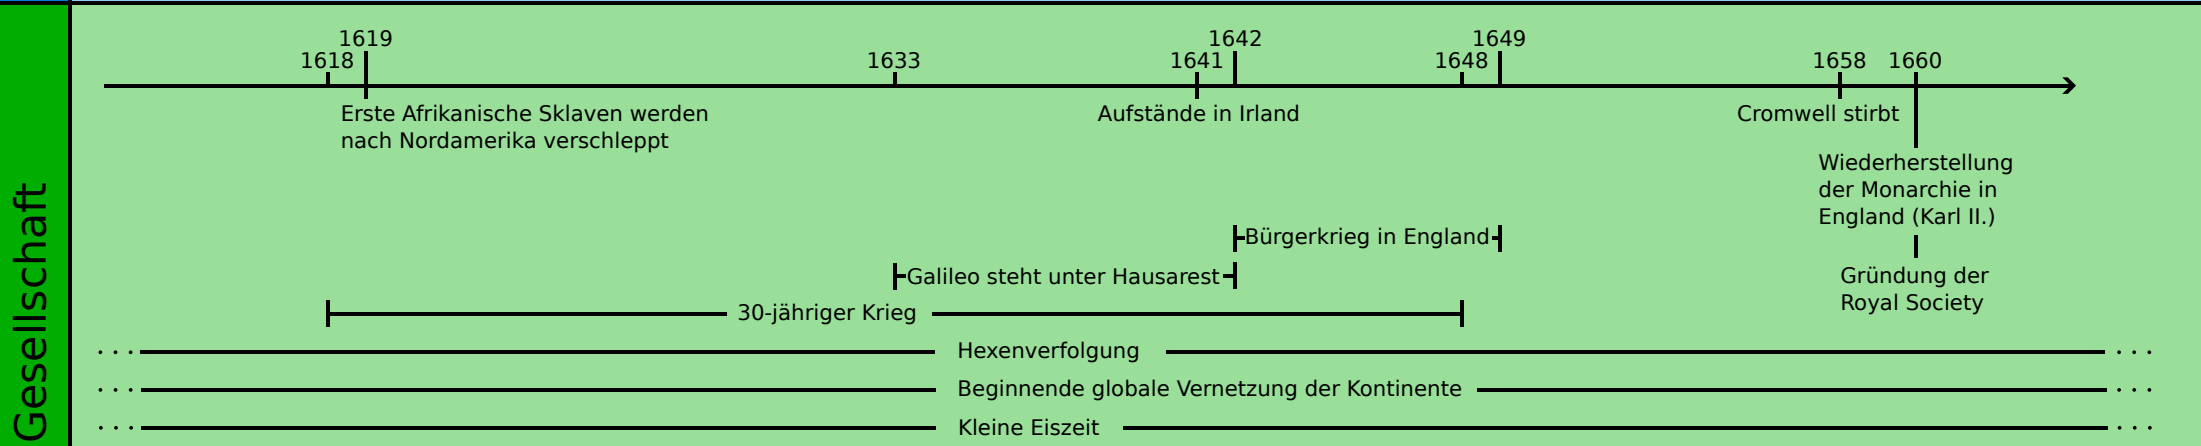 Gesellschaft
1619
1642
1649
1618
1633
1641
1648
1658
1660
Erste Afrikanische Sklaven werden
nach Nordamerika verschleppt
Aufstände in Irland
Cromwell stirbt
Wiederherstellung
der Monarchie in
England (Karl II.)
Bürgerkrieg in England
Galileo steht unter Hausarest
Gründung der
Royal Society
30-jähriger Krieg
Hexenverfolgung
Beginnende globale Vernetzung der Kontinente
Kleine Eiszeit